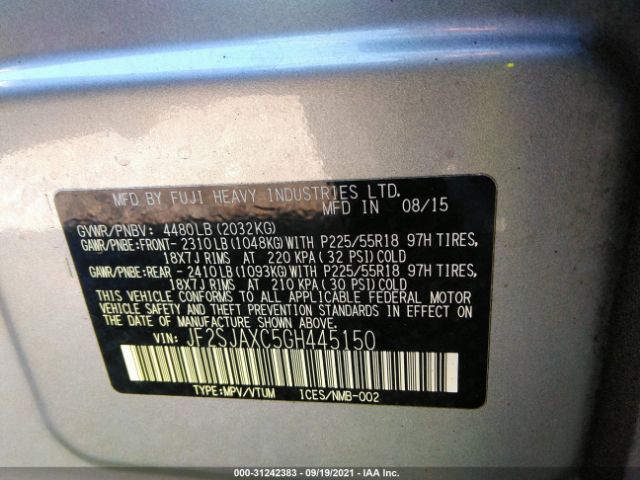 MFD BY FUJI HEAVY INDUSTRIES LTD.
MFD IN 08/15
GVWR/PNBV: 4480LB(2032KG)
GAWR/PNBE:FRONT- 2310LB(1048KG)WITH P225/55R18 97H TIRES,
18X7J RIMS AT 220 KPA(32 PSI)COLD
GAWR/PNBE:REAR - 2410LB(1093KG)WITH P225/55R18 97H TIRES,
18X7J RIMS AT 210 KPA(30 PSI)COLD
THIS VEHICLE CONFORMS TO ALL APPLICABLE FEDERAL MOTOR
VEHICLE SAFETY, BUMPER, AND THEFT PREVENTION STANDARDS
IN EFFECT ON THE DATE OF MANUFACTURE SHOWN ABOVE.
VIN: JF2SJAXC5GH445150
TYPE:MPV/VTUM ICES/NMB-002
000-31242383 - 09/19/2021 - IAA Inc.